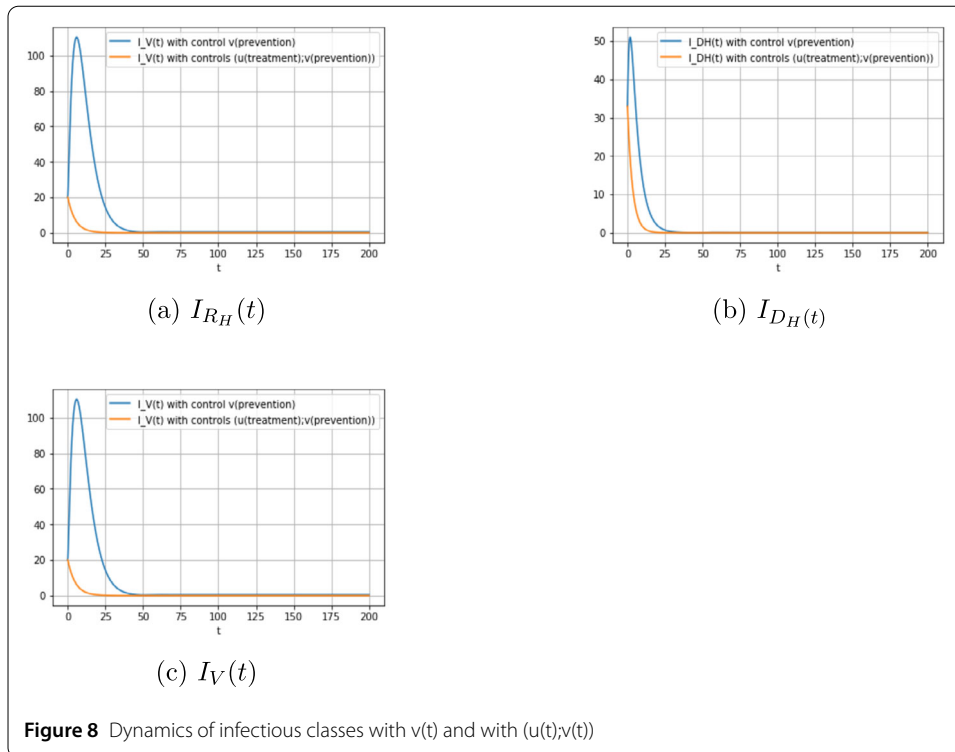 I_V(t) with control v(prevention)
I_V(t) with controls (u(treatment);v(prevention))
100
80
60
40
20
0
0 25 50 75 100 125 150 175 200
t
(a) I_{R_H}(t)
I_DH(t) with control v(prevention)
I_DH(t) with controls (u(treatment);v(prevention))
50
40
30
20
10
0
0 25 50 75 100 125 150 175 200
t
(b) I_{D_H(t)}
I_V(t) with control v(prevention)
I_V(t) with controls (u(treatment);v(prevention))
100
80
60
40
20
0
0 25 50 75 100 125 150 175 200
t
(c) I_V(t)
Figure 8 Dynamics of infectious classes with v(t) and with (u(t);v(t))